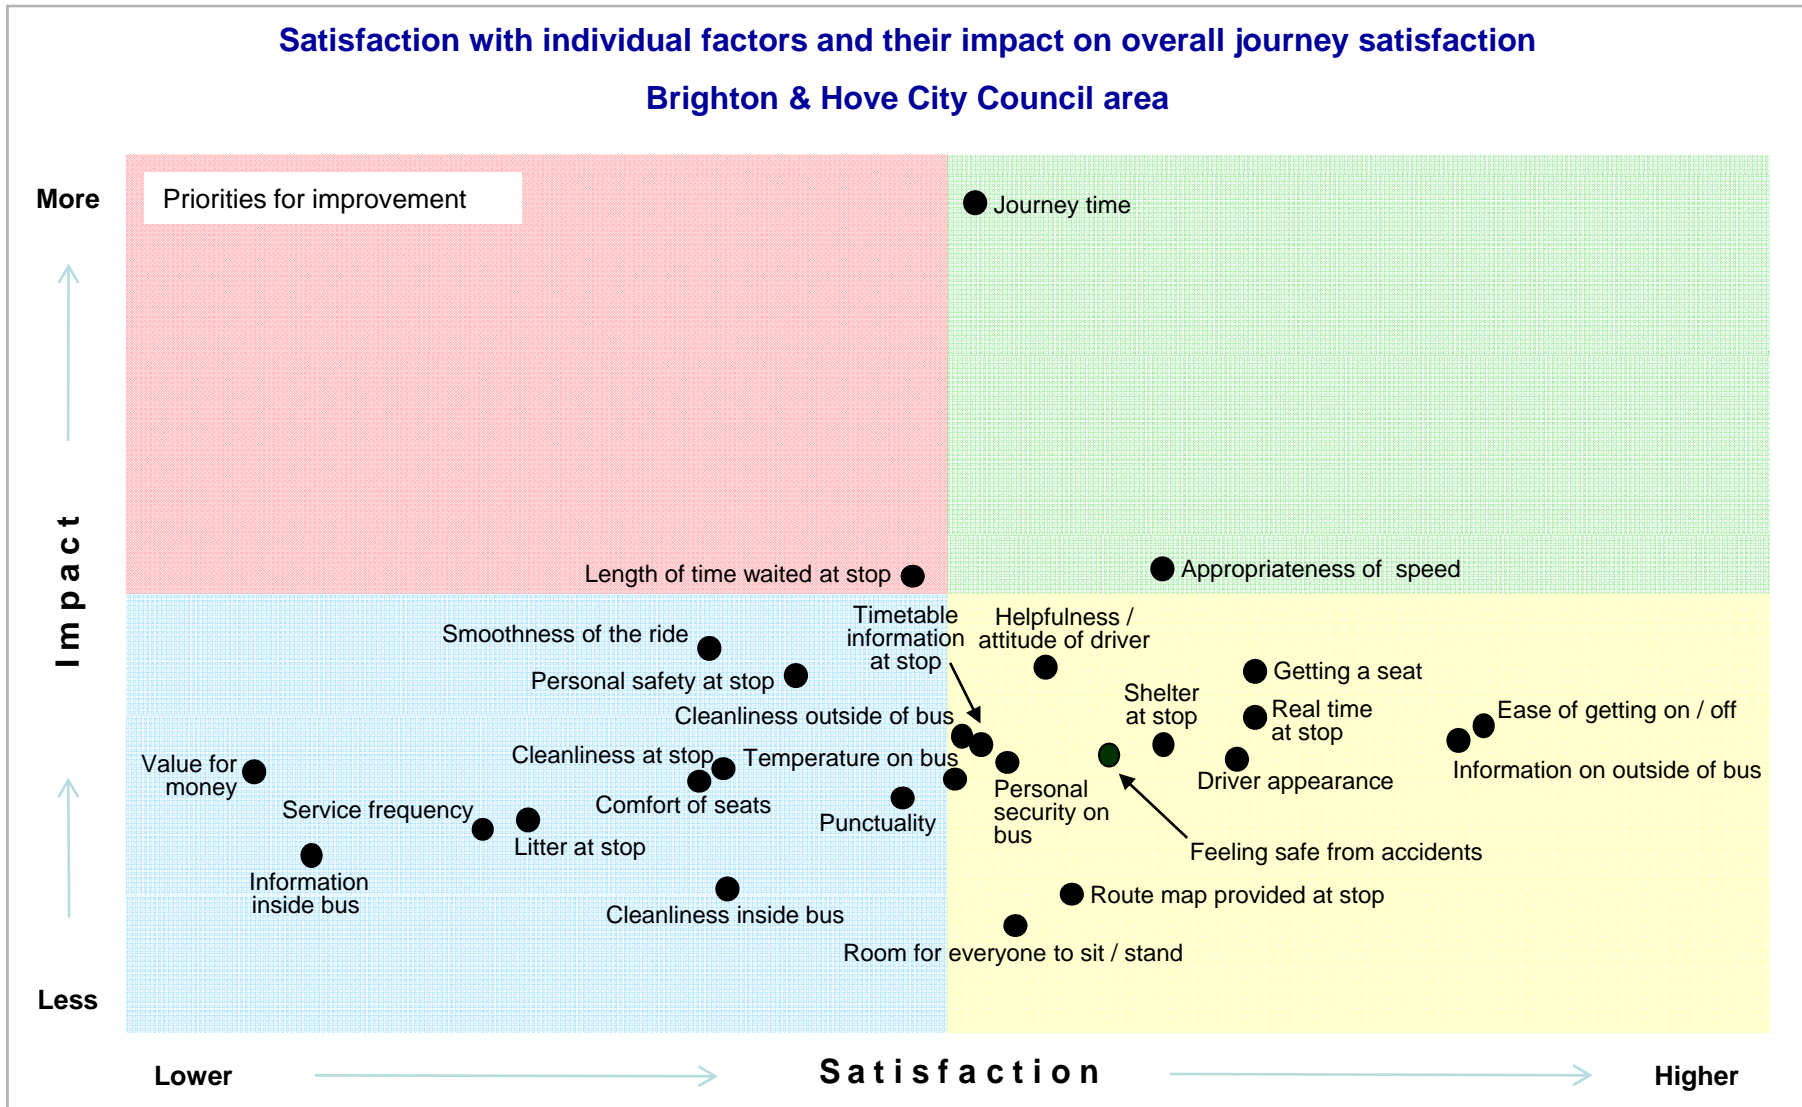 Satisfaction with individual factors and their impact on overall journey satisfaction
Brighton & Hove City Council area
More
Priorities for improvement
Journey time
Impact
Length of time waited at stop
Appropriateness of speed
Smoothness of the ride
Timetable
information
at stop
Helpfulness /
attitude of driver
Personal safety at stop
Getting a seat
Cleanliness outside of bus
Shelter
at stop
Real time
at stop
Ease of getting on / off
Value for
money
Cleanliness at stop
Temperature on bus
Information on outside of bus
Driver appearance
Comfort of seats
Personal
security on
bus
Service frequency
Punctuality
Litter at stop
Feeling safe from accidents
Information
inside bus
Cleanliness inside bus
Route map provided at stop
Room for everyone to sit / stand
Less
Lower
Satisfaction
Higher